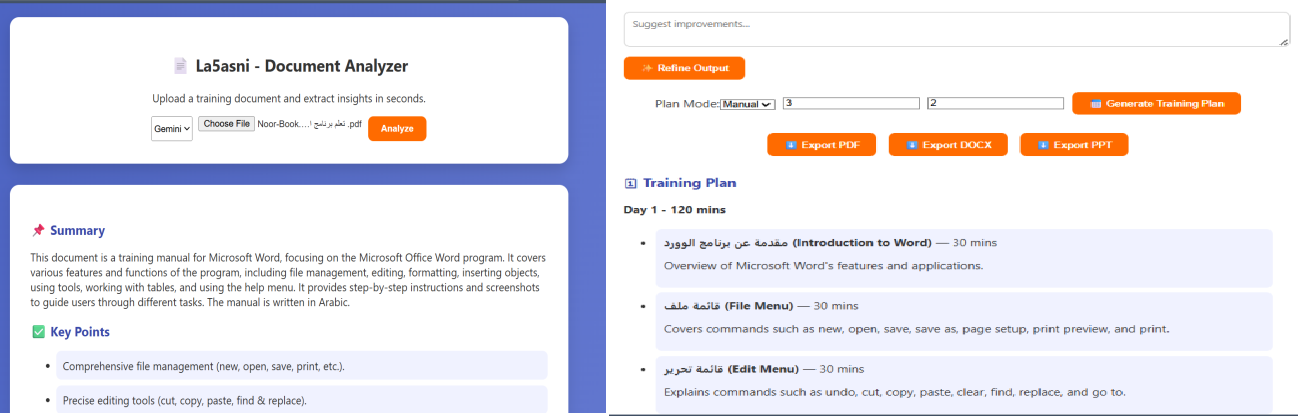 La5asni - Document Analyzer
Upload a training document and extract insights in seconds.
Gemini Choose File Noor-Book....تعلم برنامج ا .pdf Analyze
Summary
This document is a training manual for Microsoft Word, focusing on the Microsoft Office Word program. It covers
various features and functions of the program, including file management, editing, formatting, inserting objects,
using tools, working with tables, and using the help menu. It provides step-by-step instructions and screenshots
to guide users through different tasks. The manual is written in Arabic.
Key Points
• Comprehensive file management (new, open, save, print, etc.).
• Precise editing tools (cut, copy, paste, find & replace).
Suggest improvements...
Refine Output
Plan Mode: Manual 3 2 Generate Training Plan
Export PDF Export DOCX Export PPT
Training Plan
Day 1 - 120 mins
• مقدمة عن برنامج الوورد (Introduction to Word) — 30 mins
Overview of Microsoft Word's features and applications.
• قائمة ملف (File Menu) — 30 mins
Covers commands such as new, open, save, save as, page setup, print preview, and print.
• قائمة تحرير (Edit Menu) — 30 mins
Explains commands such as undo, cut, copy, paste, clear, find, replace, and go to.